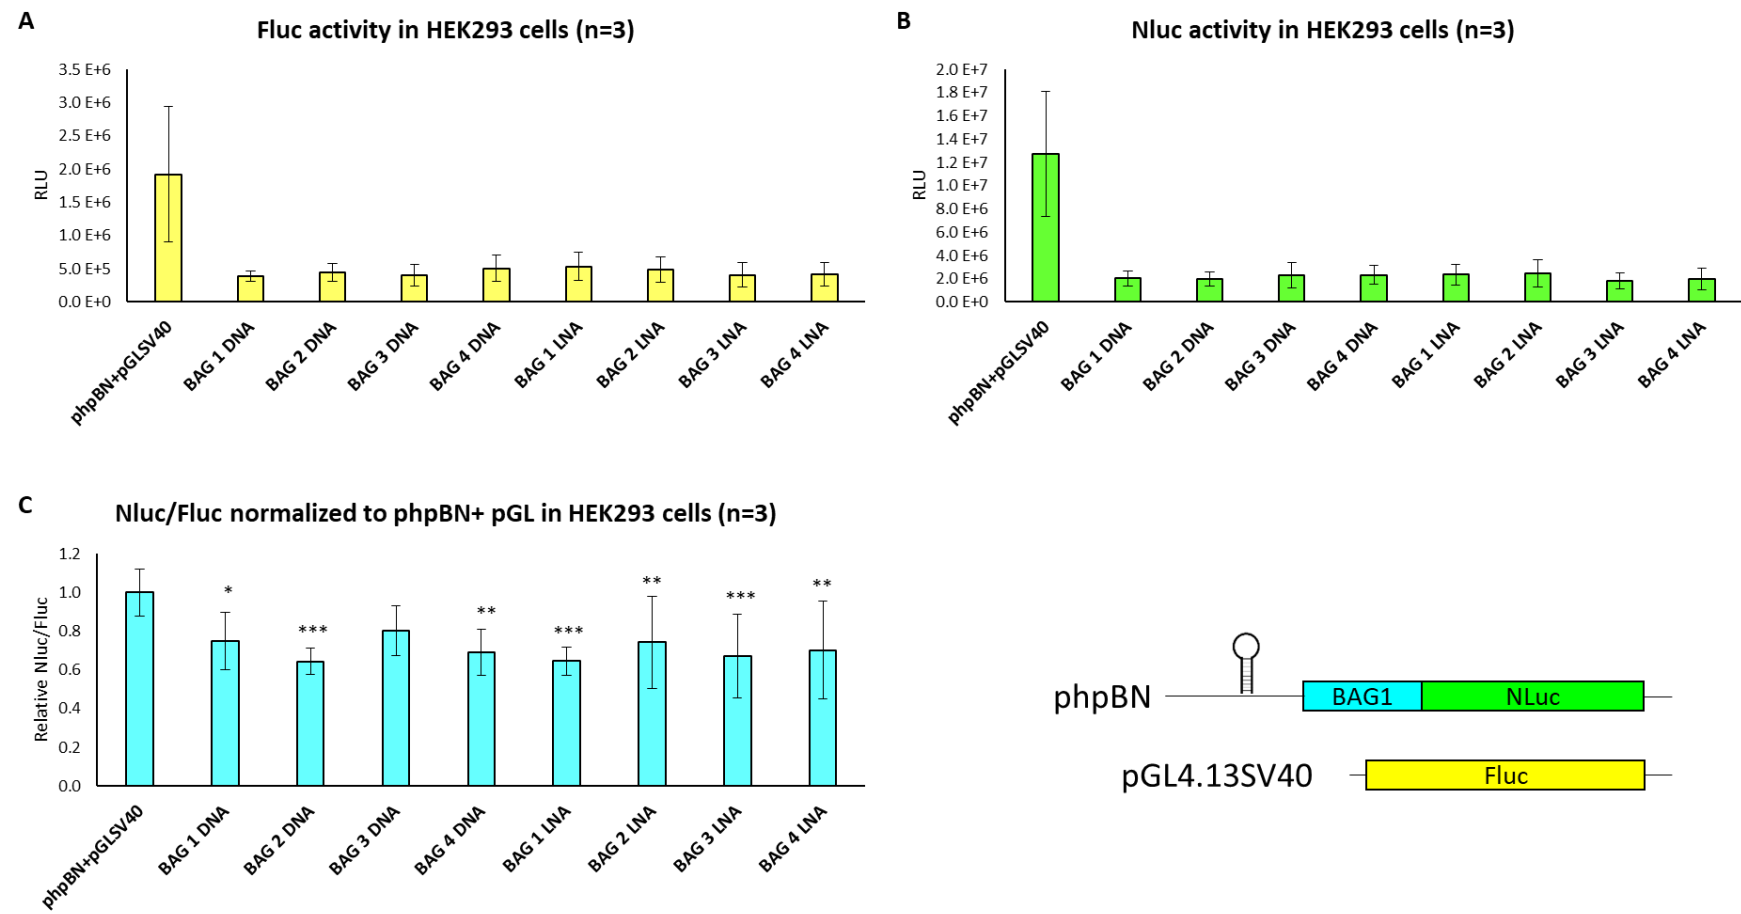 A
Fluc activity in HEK293 cells (n=3)
3.5 E+6
3.0 E+6
2.5 E+6
2.0 E+6
1.5 E+6
1.0 E+6
5.0 E+5
0.0 E+0
RLU
phpBN+pGLSV40
BAG 1 DNA
BAG 2 DNA
BAG 3 DNA
BAG 4 DNA
BAG 1 LNA
BAG 2 LNA
BAG 3 LNA
BAG 4 LNA
B
Nluc activity in HEK293 cells (n=3)
2.0 E+7
1.8 E+7
1.6 E+7
1.4 E+7
1.2 E+7
1.0 E+7
8.0 E+6
6.0 E+6
4.0 E+6
2.0 E+6
0.0 E+0
RLU
phpBN+pGLSV40
BAG 1 DNA
BAG 2 DNA
BAG 3 DNA
BAG 4 DNA
BAG 1 LNA
BAG 2 LNA
BAG 3 LNA
BAG 4 LNA
C
Nluc/Fluc normalized to phpBN+ pGL in HEK293 cells (n=3)
1.2
1.0
0.8
0.6
0.4
0.2
0.0
Relative Nluc/Fluc
*
***
**
***
**
***
**
phpBN+pGLSV40
BAG 1 DNA
BAG 2 DNA
BAG 3 DNA
BAG 4 DNA
BAG 1 LNA
BAG 2 LNA
BAG 3 LNA
BAG 4 LNA
phpBN
BAG1
NLuc
pGL4.13SV40
Fluc